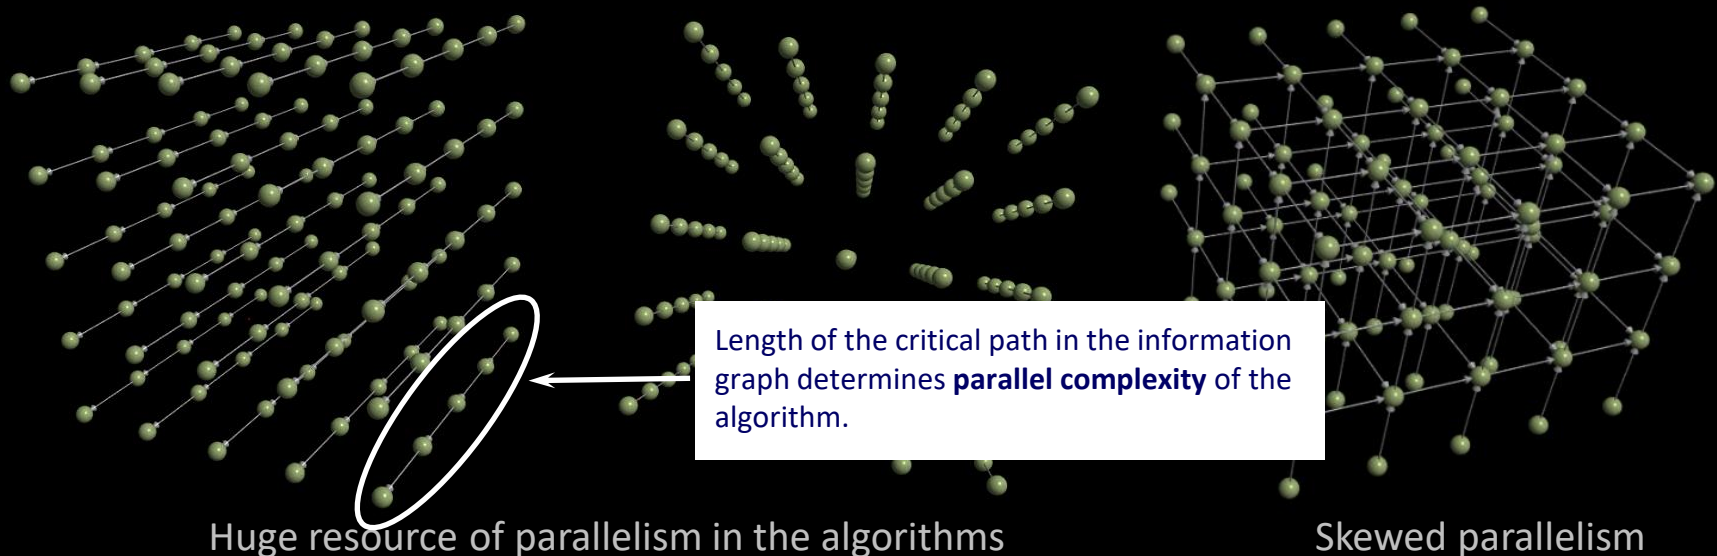 Length of the critical path in the information
graph determines parallel complexity of the
algorithm.
Huge resource of parallelism in the algorithms
Skewed parallelism